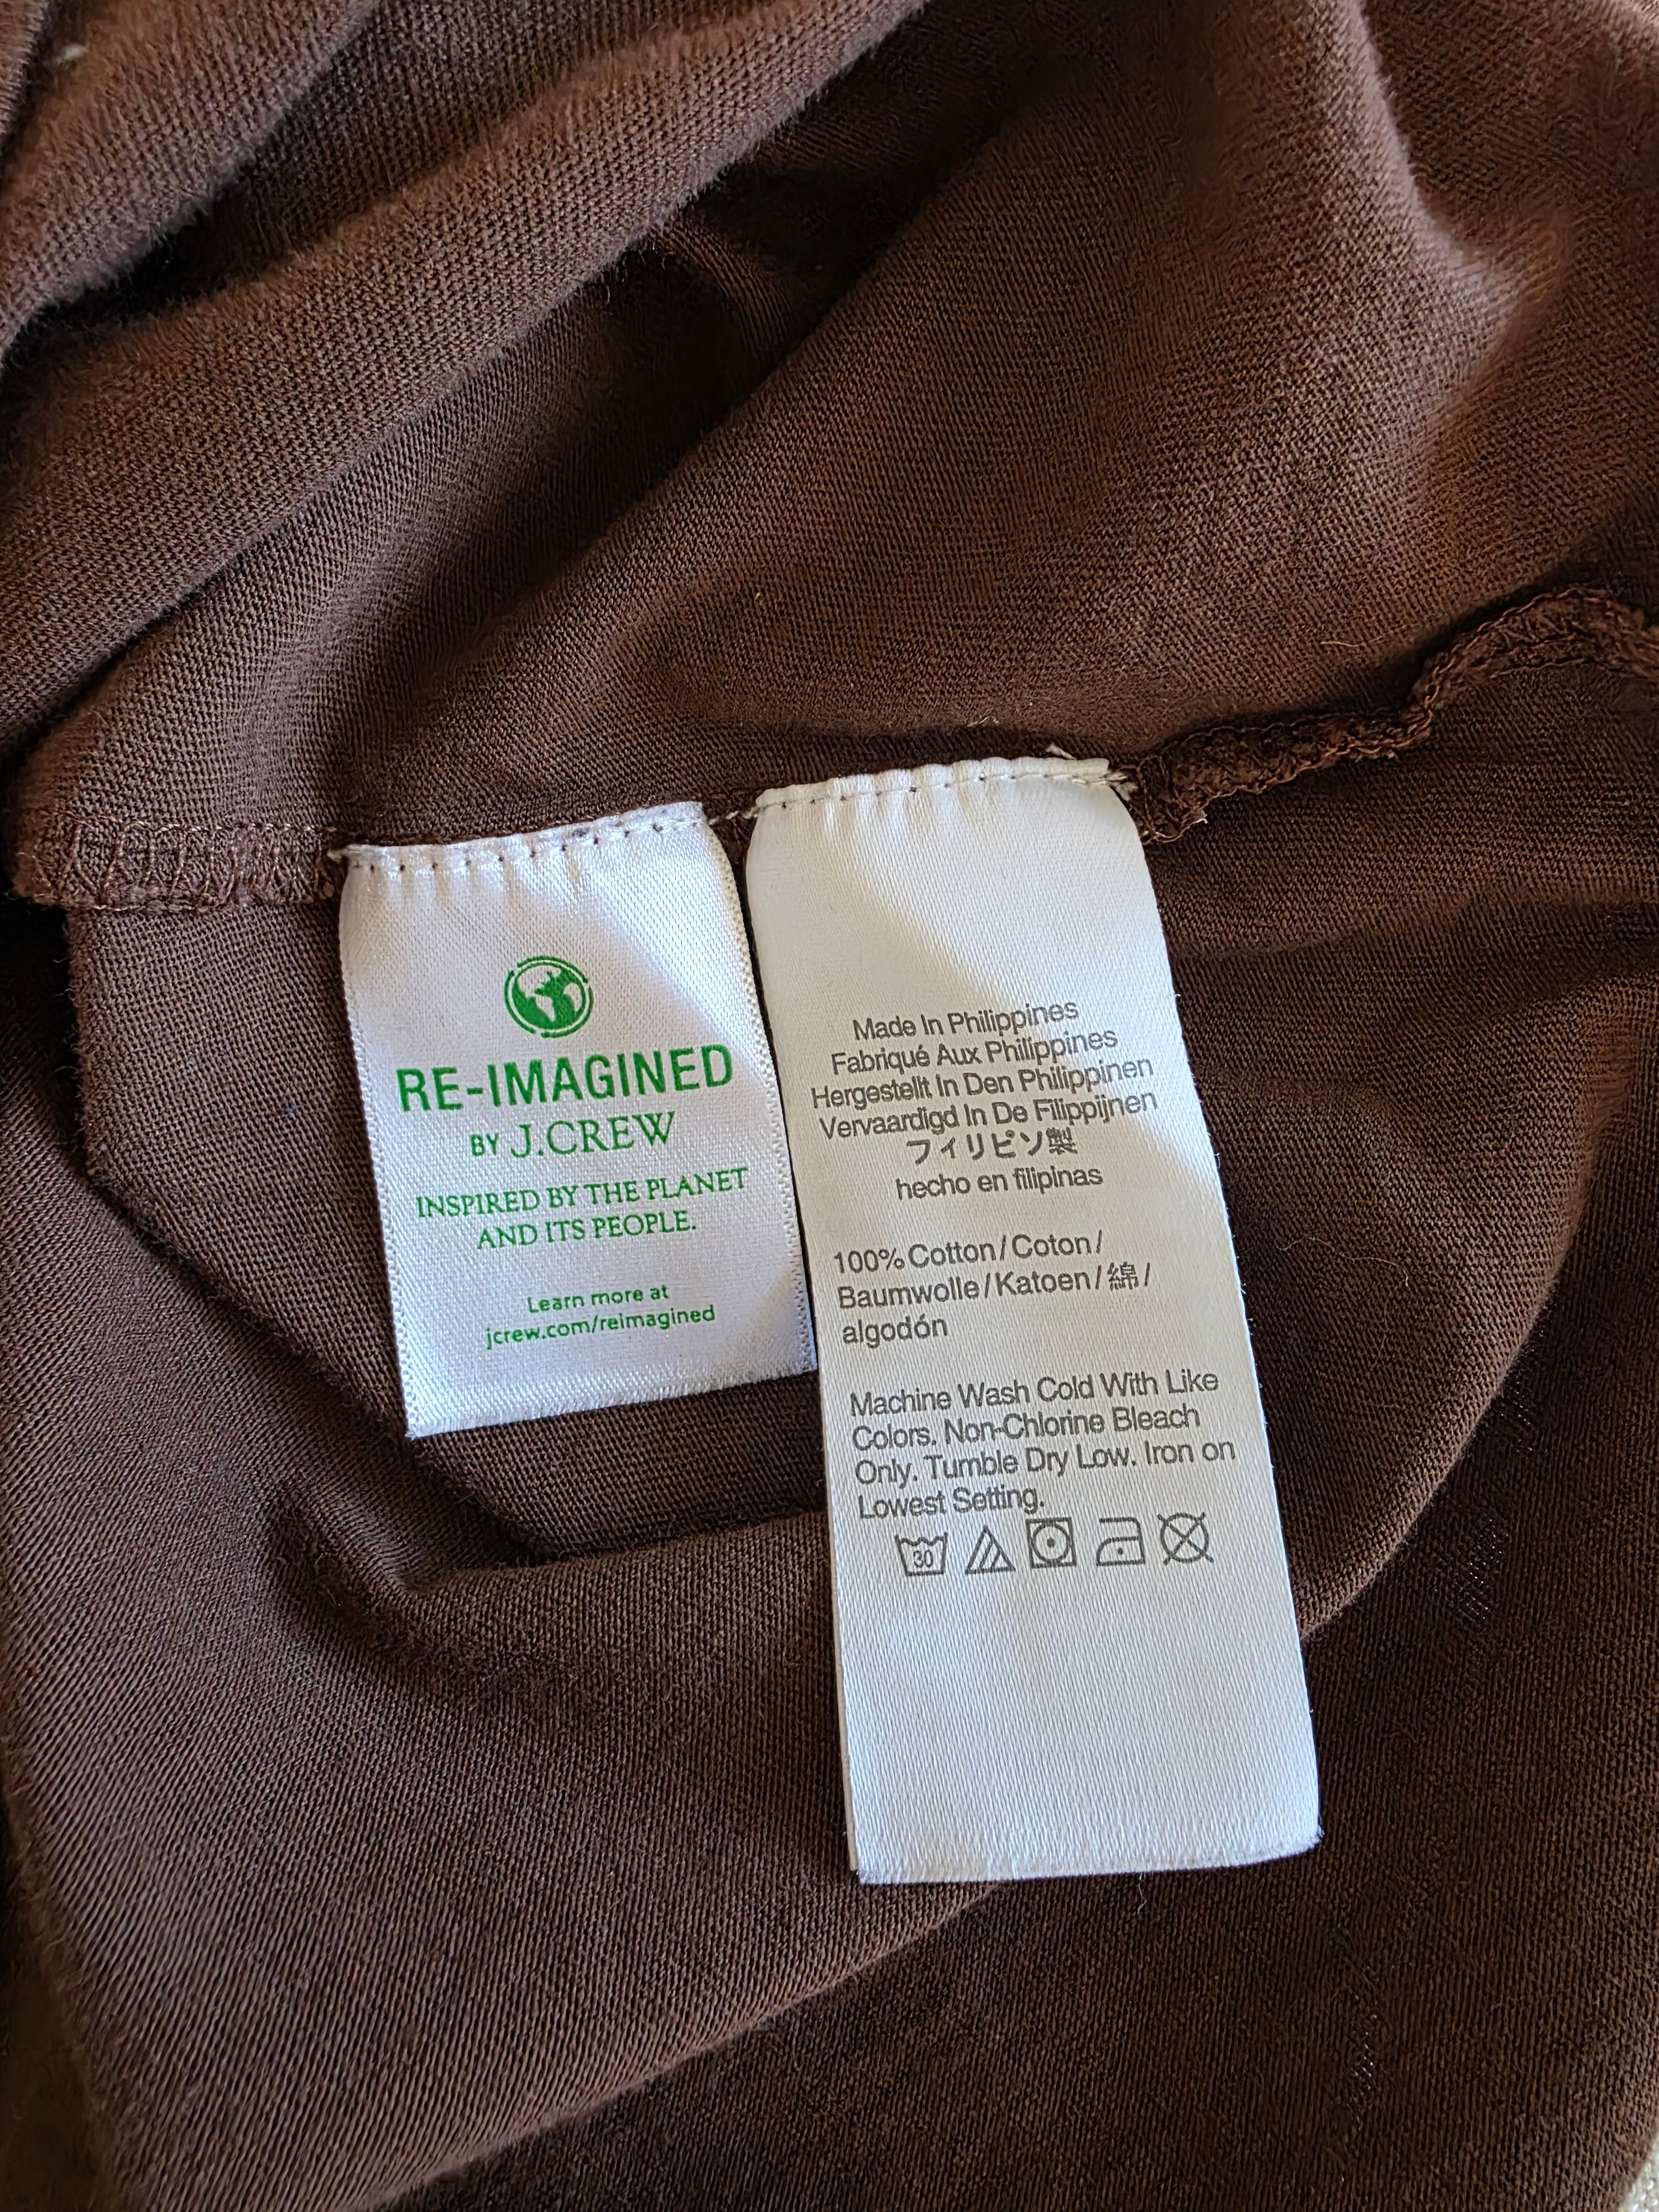 RE-IMAGINED
BY J.CREW
INSPIRED BY THE PLANET
AND ITS PEOPLE.
Learn more at
jcrew.com/reimagined
Made In Philippines
Fabriqué Aux Philippines
Hergestellt In Den Philippinen
Vervaardigd In De Filippijnen
フィリピン製
hecho en filipinas
100% Cotton / Coton /
Baumwolle / Katoen / 綿 /
algodón
Machine Wash Cold With Like
Colors. Non-Chlorine Bleach
Only. Tumble Dry Low. Iron on
Lowest Setting.
30